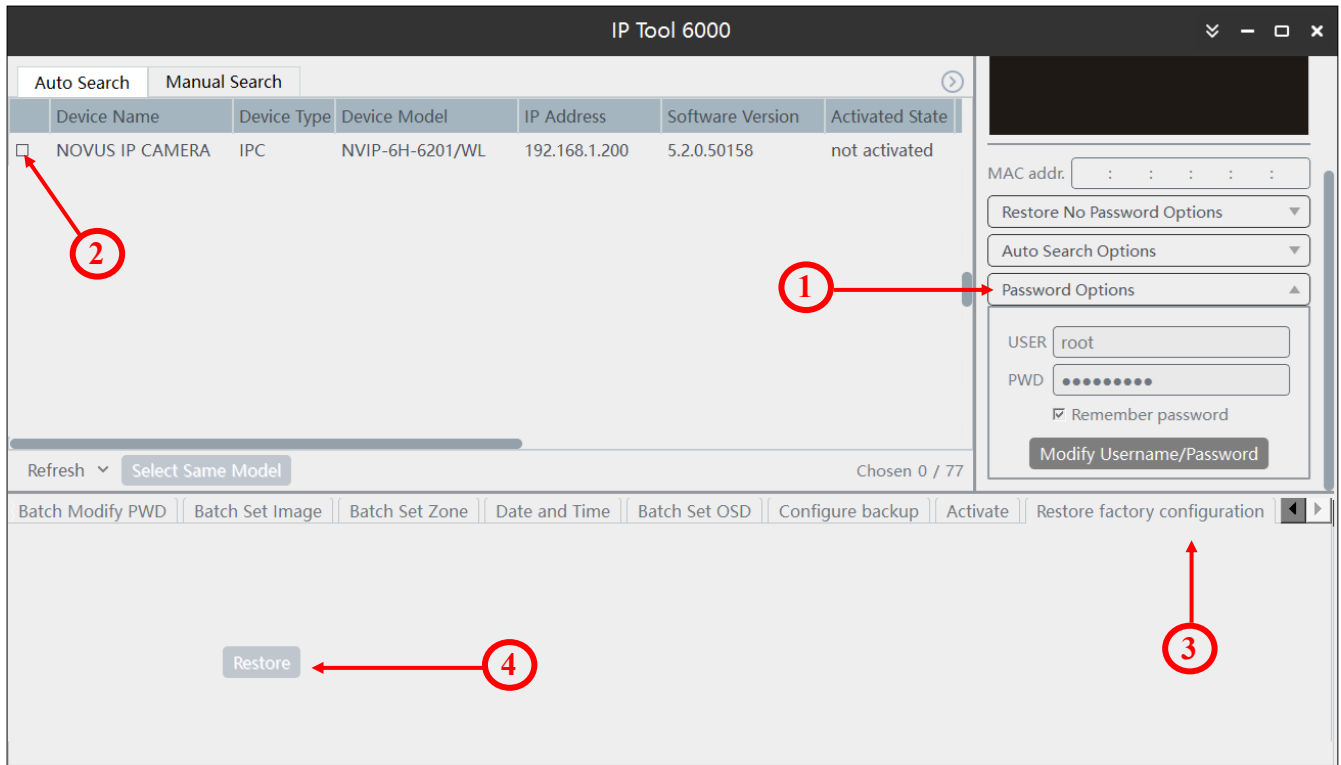 IP Tool 6000
Auto Search Manual Search
Device Name Device Type Device Model IP Address Software Version Activated State
NOVUS IP CAMERA IPC NVIP-6H-6201/WL 192.168.1.200 5.2.0.50158 not activated
2
Refresh Select Same Model Chosen 0 / 77
MAC addr. : : : : :
Restore No Password Options
Auto Search Options
1
Password Options
USER root
PWD •••••••••
Remember password
Modify Username/Password
Batch Modify PWD Batch Set Image Batch Set Zone Date and Time Batch Set OSD Configure backup Activate Restore factory configuration
3
Restore
4